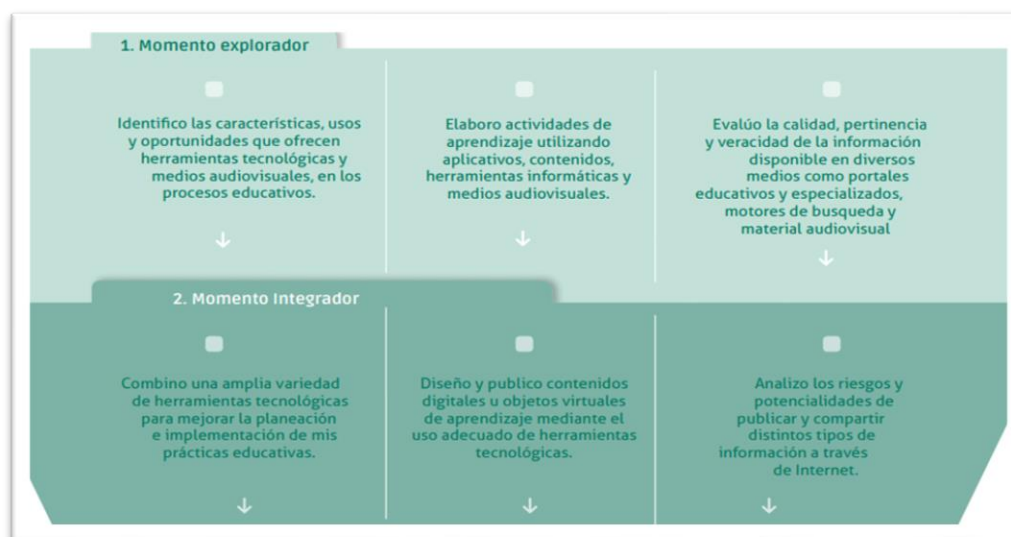 1. Momento explorador
Identifico las características, usos
y oportunidades que ofrecen
herramientas tecnológicas y
medios audiovisuales, en los
procesos educativos.
Elaboro actividades de
aprendizaje utilizando
aplicativos, contenidos,
herramientas informáticas y
medios audiovisuales.
Evalúo la calidad, pertinencia
y veracidad de la información
disponible en diversos
medios como portales
educativos y especializados,
motores de busqueda y
material audiovisual
2. Momento Integrador
Combino una amplia variedad
de herramientas tecnológicas
para mejorar la planeación
e implementación de mis
prácticas educativas.
Diseño y publico contenidos
digitales u objetos virtuales
de aprendizaje mediante el
uso adecuado de herramientas
tecnológicas.
Analizo los riesgos y
potencialidades de
publicar y compartir
distintos tipos de
información a través
de Internet.